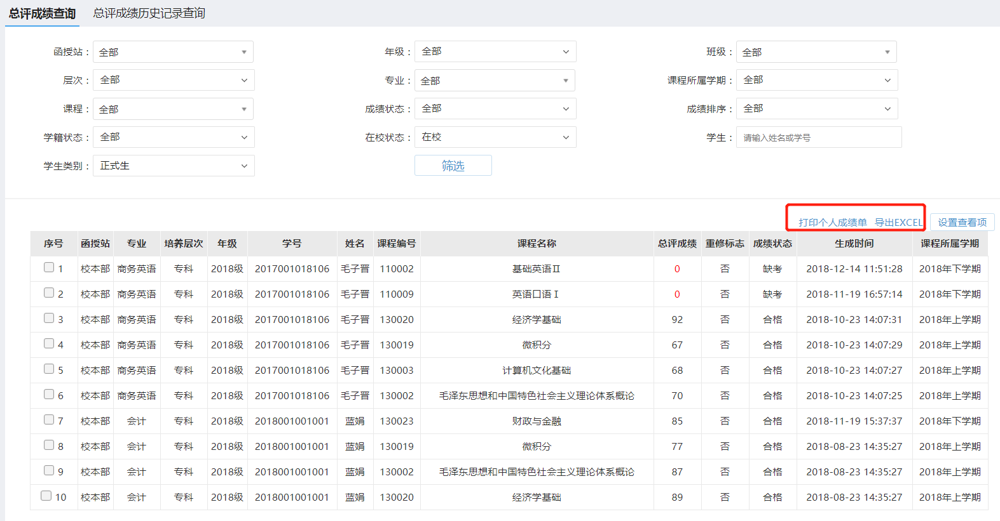 总评成绩查询 总评成绩历史记录查询
函授站： 全部 年级： 全部 班级： 全部
层次： 全部 专业： 全部 课程所属学期： 全部
课程： 全部 成绩状态： 全部 成绩排序： 全部
学籍状态： 全部 在校状态： 在校 学生： 请输入姓名或学号
学生类别： 正式生 筛选
打印个人成绩单 导出EXCEL 设置查看项
序号 函授站 专业 培养层次 年级 学号 姓名 课程编号 课程名称 总评成绩 重修标志 成绩状态 生成时间 课程所属学期
1 校本部 商务英语 专科 2018级 2017001018106 毛子晋 110002 基础英语Ⅱ 0 否 缺考 2018-12-14 11:51:28 2018年下学期
2 校本部 商务英语 专科 2018级 2017001018106 毛子晋 110009 英语口语Ⅰ 0 否 缺考 2018-11-19 16:57:14 2018年下学期
3 校本部 商务英语 专科 2018级 2017001018106 毛子晋 130020 经济学基础 92 否 合格 2018-10-23 14:07:31 2018年上学期
4 校本部 商务英语 专科 2018级 2017001018106 毛子晋 130019 微积分 67 否 合格 2018-10-23 14:07:29 2018年上学期
5 校本部 商务英语 专科 2018级 2017001018106 毛子晋 130003 计算机文化基础 68 否 合格 2018-10-23 14:07:27 2018年上学期
6 校本部 商务英语 专科 2018级 2017001018106 毛子晋 130002 毛泽东思想和中国特色社会主义理论体系概论 70 否 合格 2018-10-23 14:07:25 2018年上学期
7 校本部 会计 专科 2018级 2018001001001 蓝娟 130023 财政与金融 85 否 合格 2018-11-19 15:37:37 2018年下学期
8 校本部 会计 专科 2018级 2018001001001 蓝娟 130019 微积分 77 否 合格 2018-08-23 14:35:27 2018年上学期
9 校本部 会计 专科 2018级 2018001001001 蓝娟 130002 毛泽东思想和中国特色社会主义理论体系概论 87 否 合格 2018-08-23 14:35:27 2018年上学期
10 校本部 会计 专科 2018级 2018001001001 蓝娟 130020 经济学基础 89 否 合格 2018-08-23 14:35:27 2018年上学期